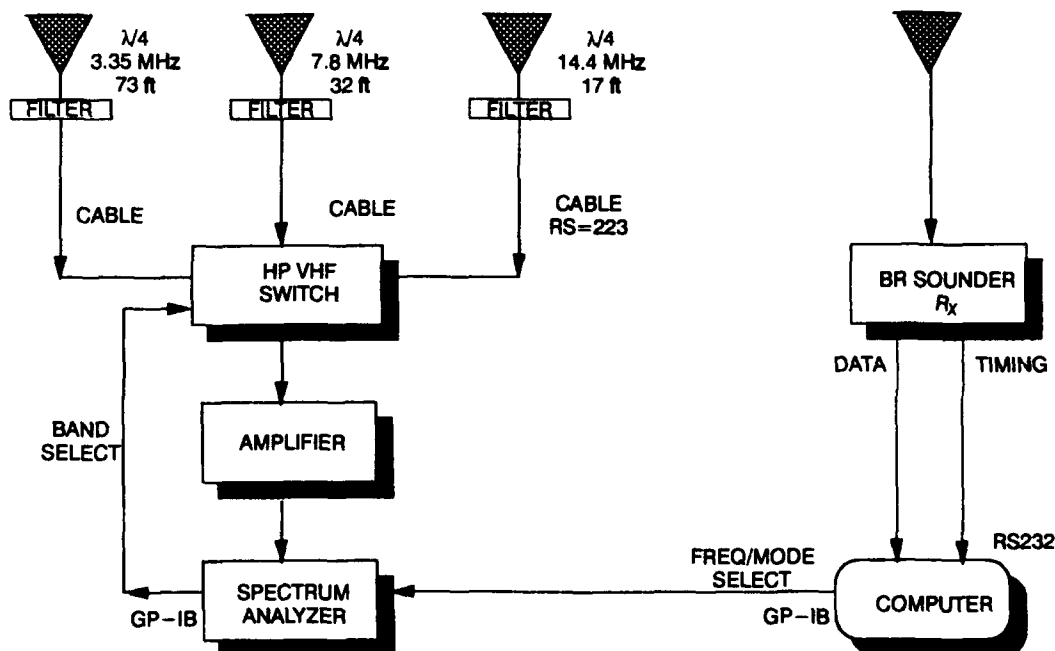 λ/4
3.35 MHz
73 ft
FILTER
λ/4
7.8 MHz
32 ft
FILTER
λ/4
14.4 MHz
17 ft
FILTER
CABLE
CABLE
CABLE
RS=223
HP VHF
SWITCH
BR SOUNDER
Rx
DATA
TIMING
BAND
SELECT
AMPLIFIER
RS232
FREQ/MODE
SELECT
SPECTRUM
ANALYZER
GP-IB
GP-IB
COMPUTER